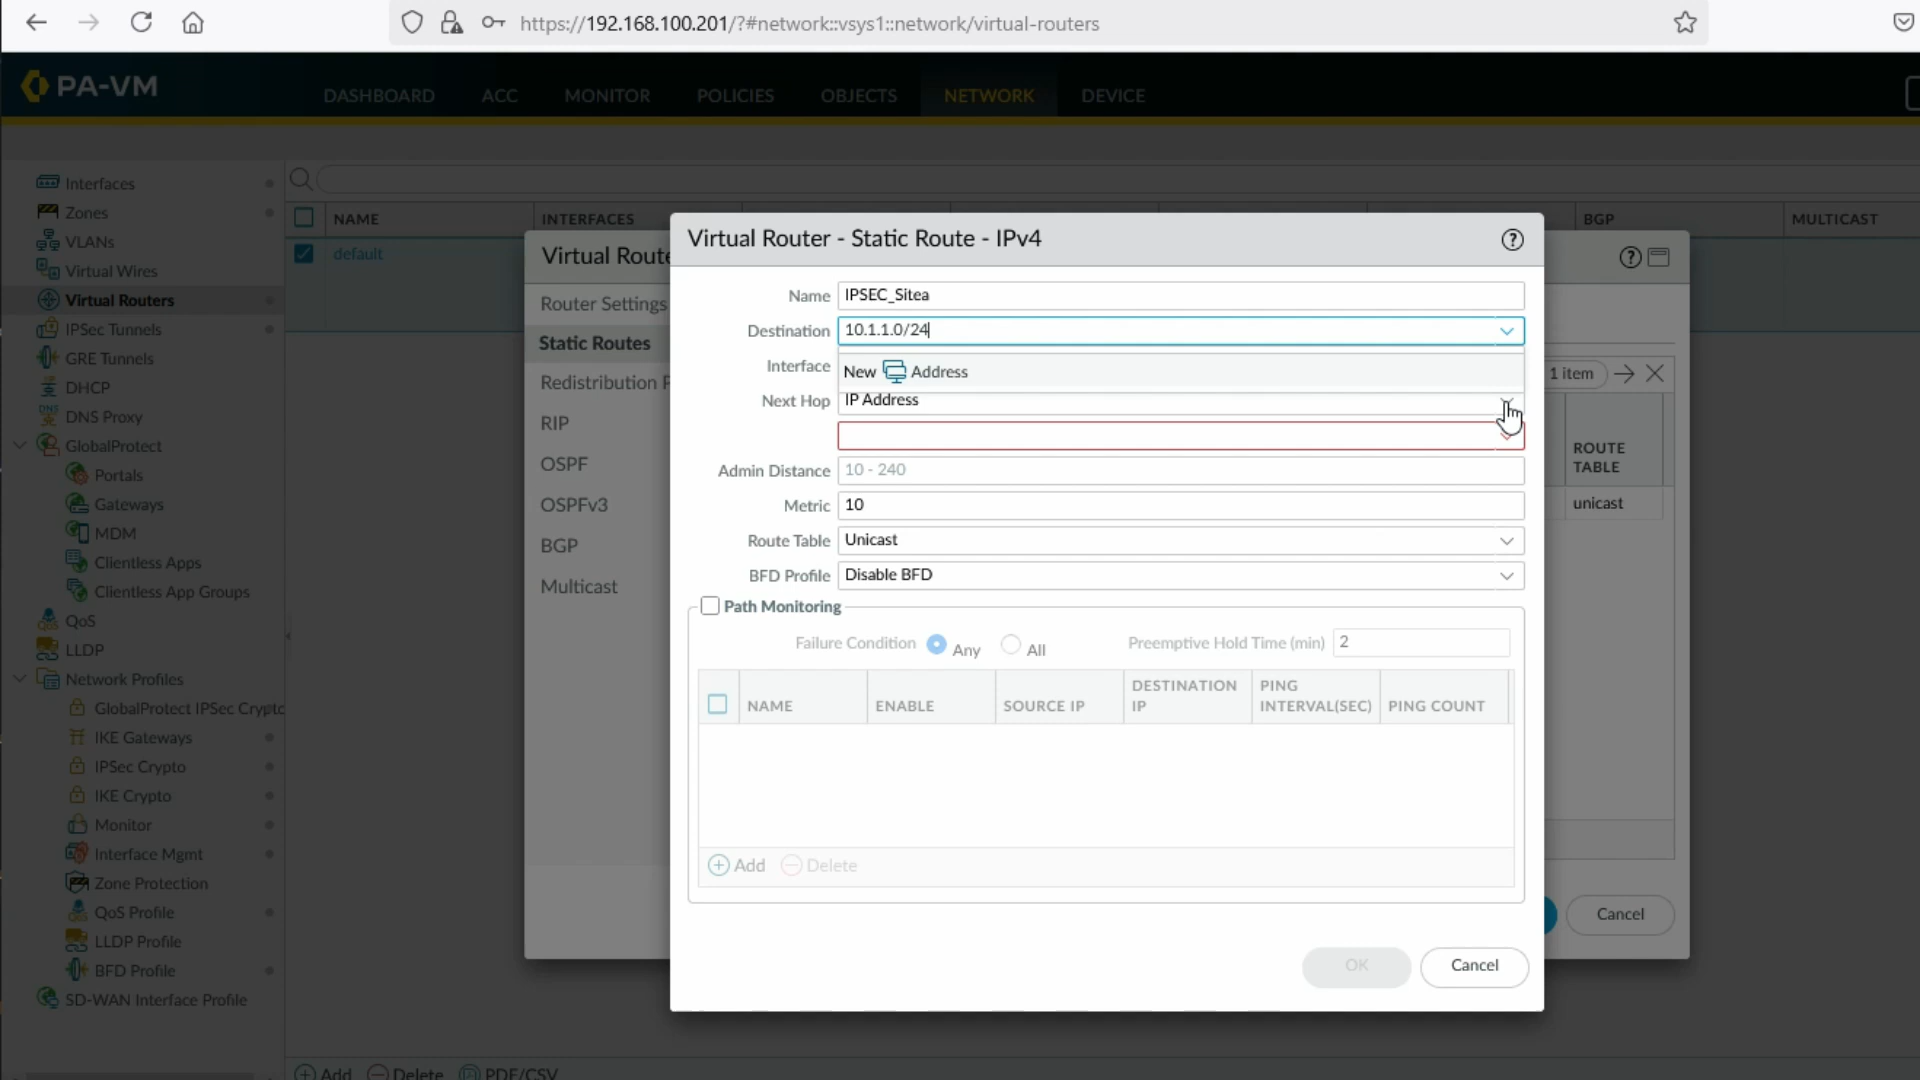 https://192.168.100.201/?#network::vsys1::network/virtual-routers
PA-VM
DASHBOARD
ACC
MONITOR
POLICIES
OBJECTS
NETWORK
DEVICE
Interfaces
Zones
VLANs
Virtual Wires
Virtual Routers
IPSec Tunnels
GRE Tunnels
DHCP
DNS Proxy
GlobalProtect
Portals
Gateways
MDM
Clientless Apps
Clientless App Groups
QoS
LLDP
Network Profiles
GlobalProtect IPSec Crypto
IKE Gateways
IPSec Crypto
IKE Crypto
Monitor
Interface Mgmt
Zone Protection
QoS Profile
LLDP Profile
BFD Profile
SD-WAN Interface Profile
NAME
INTERFACES
BGP
MULTICAST
default
Virtual Route
Router Settings
Static Routes
Redistribution P
RIP
OSPF
OSPFv3
BGP
Multicast
1 item
ROUTE
TABLE
unicast
Cancel
Virtual Router - Static Route - IPv4
Name IPSEC_Sitea
Destination 10.1.1.0/24
Interface
New Address
Next Hop IP Address
Admin Distance 10 - 240
Metric 10
Route Table Unicast
BFD Profile Disable BFD
Path Monitoring
Failure Condition Any All Preemptive Hold Time (min) 2
NAME
ENABLE
SOURCE IP
DESTINATION
IP
PING
INTERVAL(SEC)
PING COUNT
Add Delete
OK Cancel
Add Delete PDF/CSV